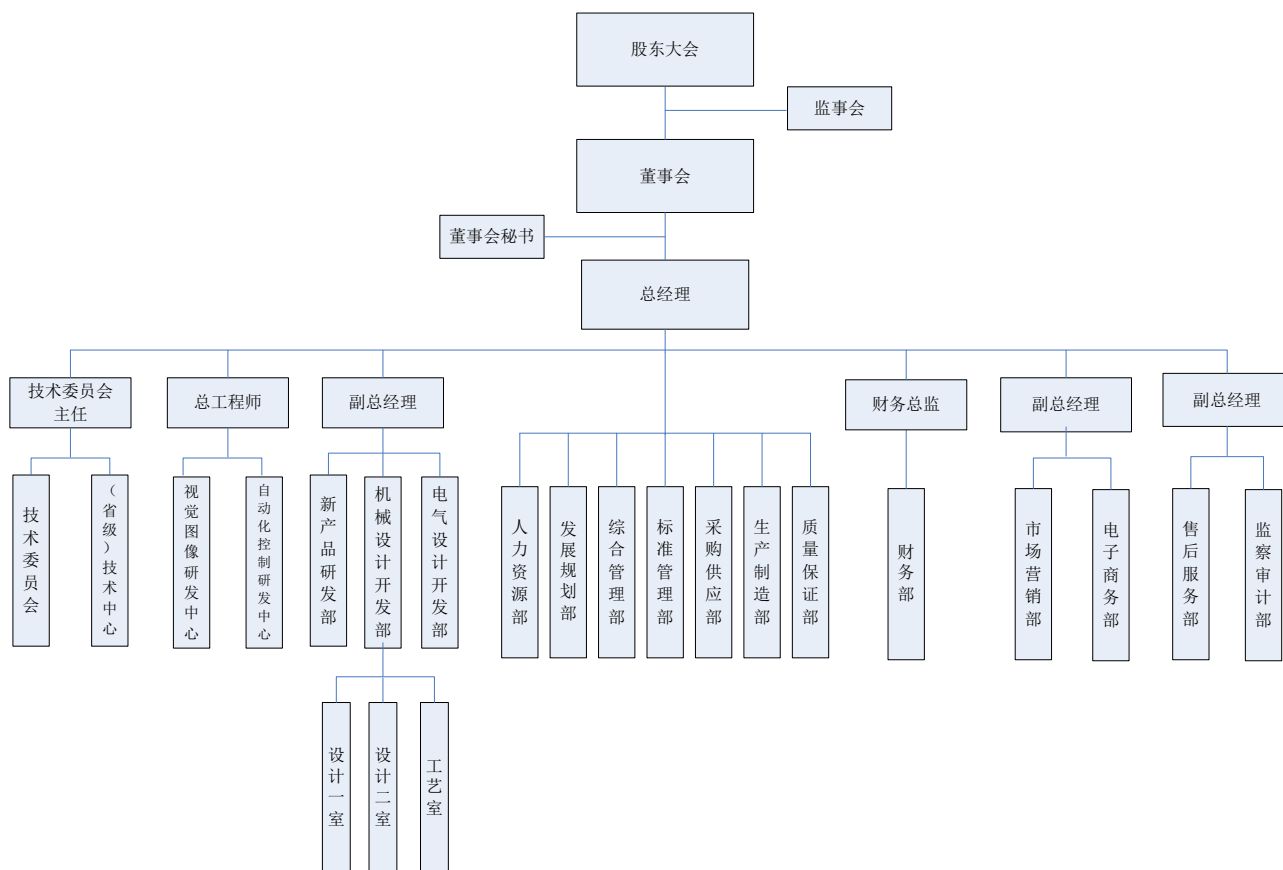 股东大会
监事会
董事会
董事会秘书
总经理
技术委员会
主任
总工程师
副总经理
财务总监
副总经理
副总经理
技术委员会
（省级）技术中心
视觉图像研发中心
自动化控制研发中心
新产品研发部
机械设计开发部
电气设计开发部
人力资源部
发展规划部
综合管理部
标准管理部
采购供应部
生产制造部
质量保证部
财务部
市场营销部
电子商务部
售后服务部
监察审计部
设计一室
设计二室
工艺室